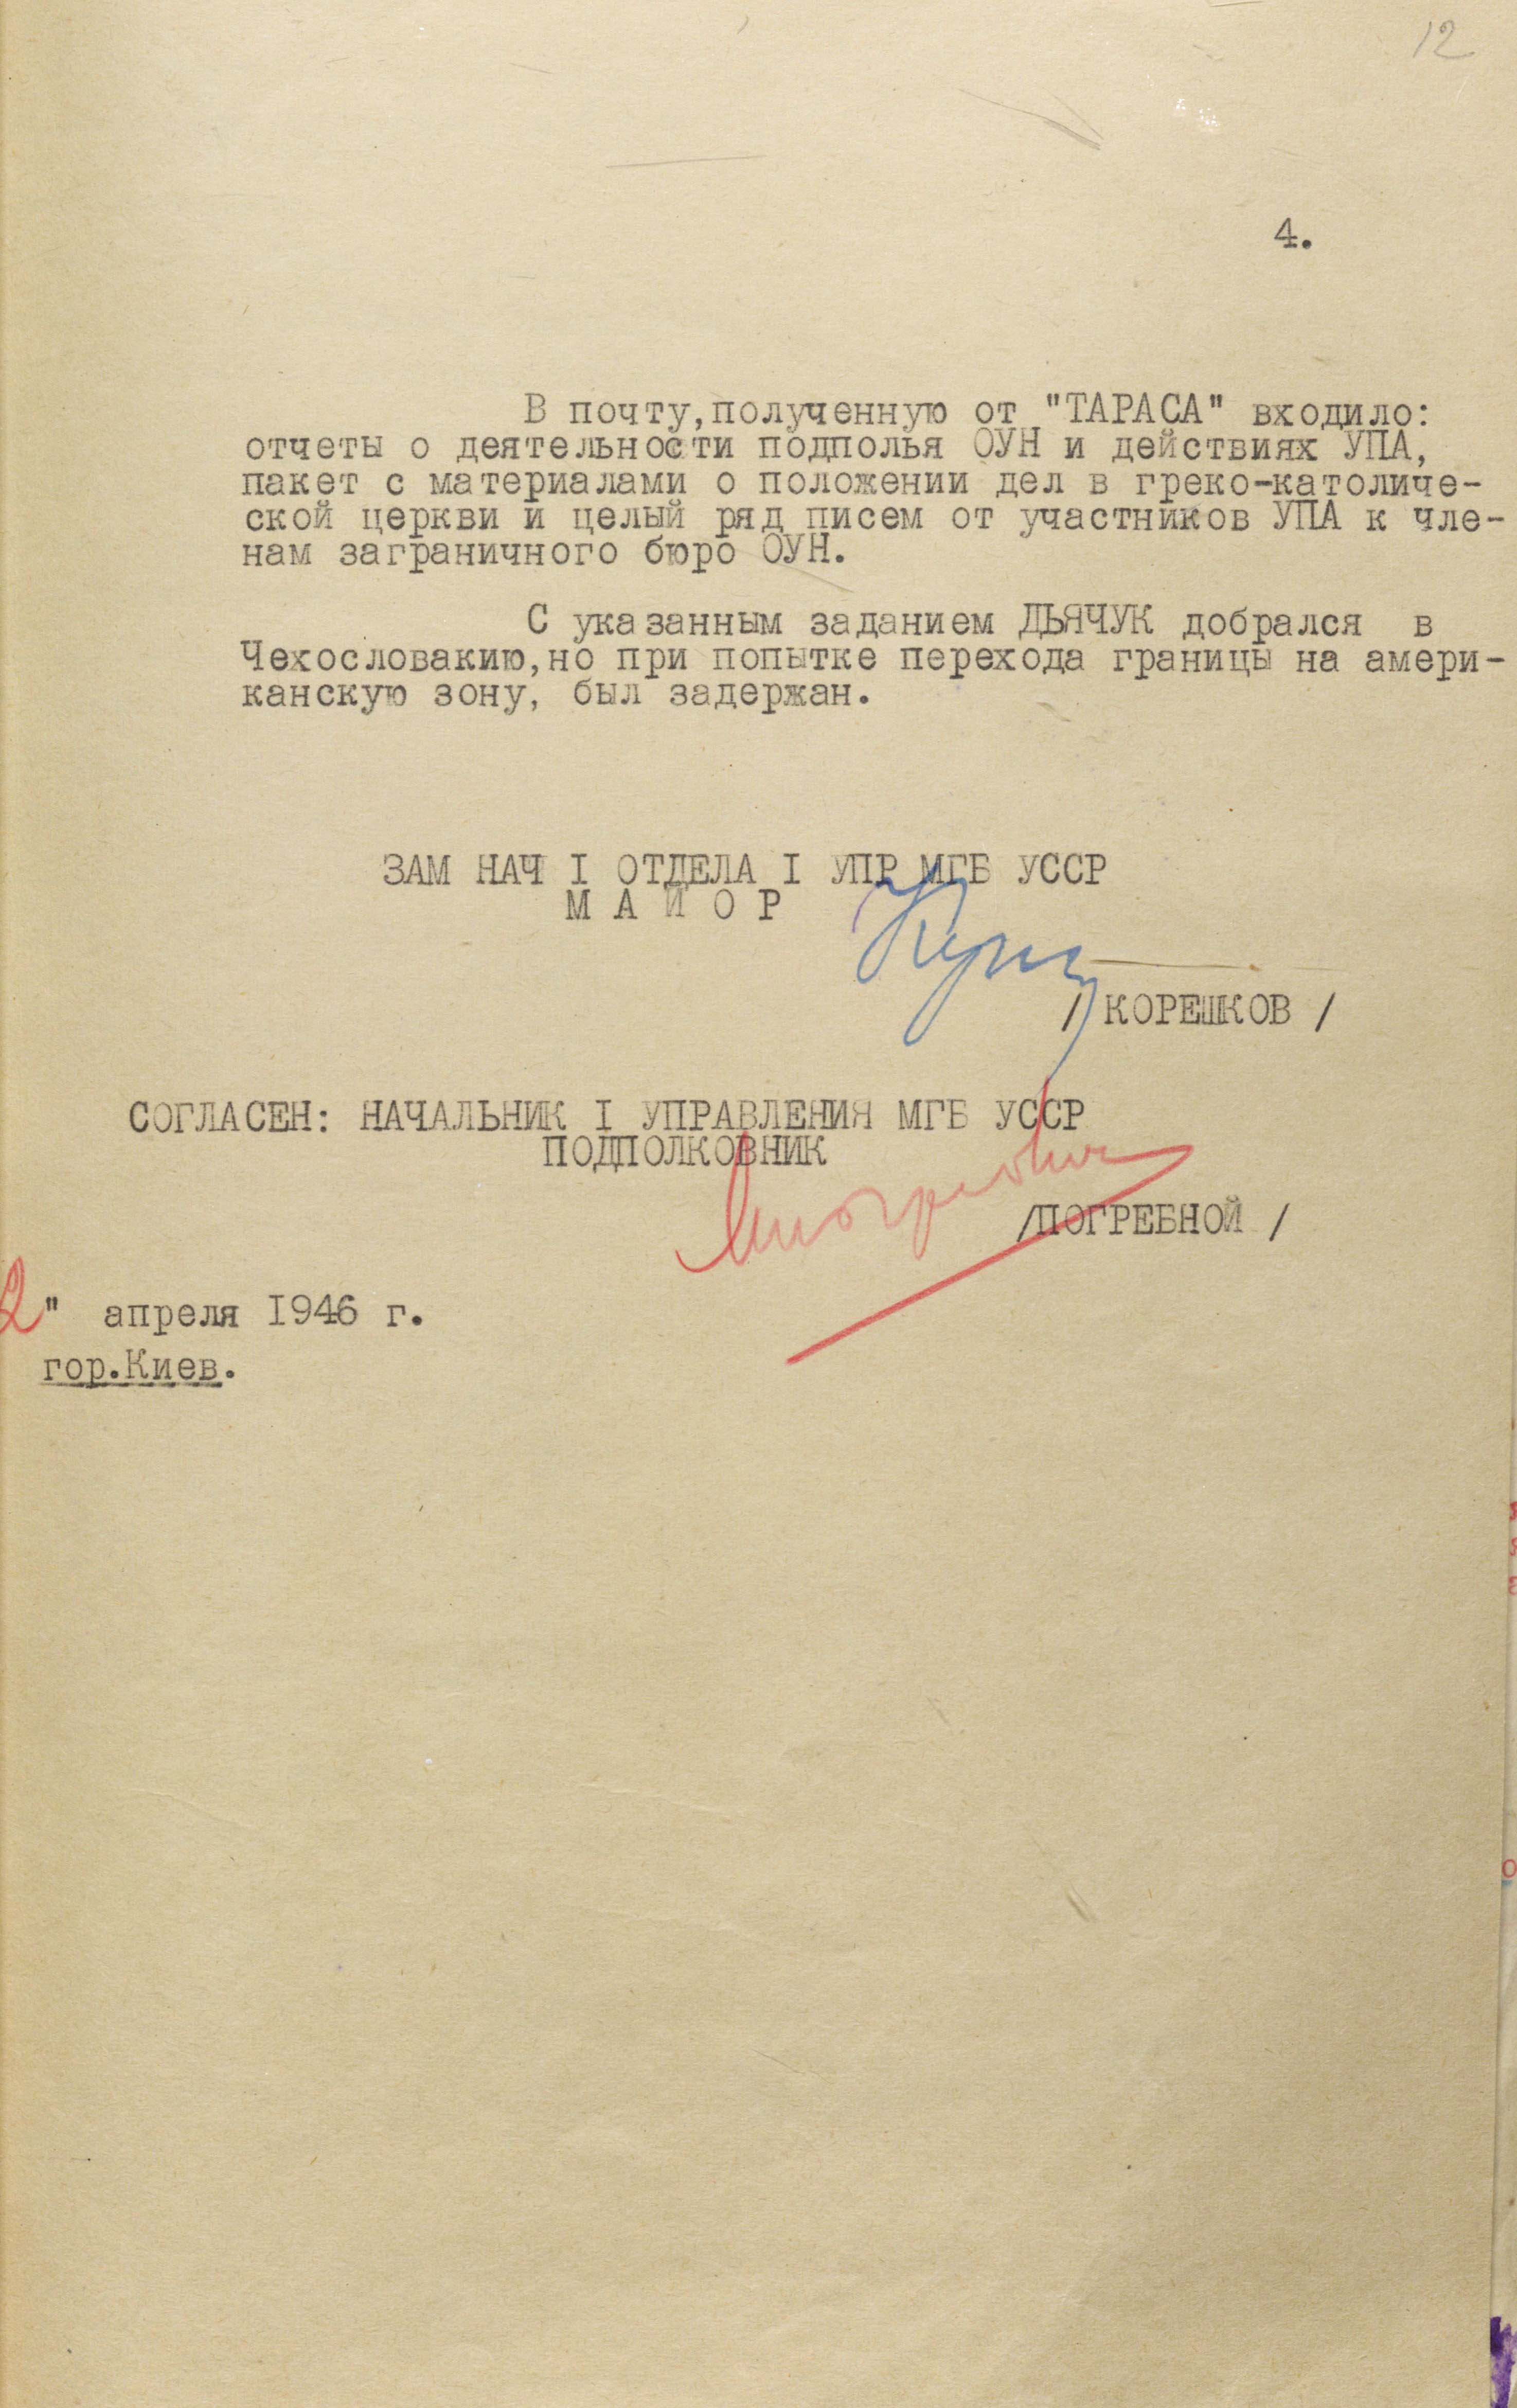 12
4.
В почту,полученную от "ТАРАСА" входило:
отчеты о деятельности подполья ОУН и действиях УПА,
пакет с материалами о положении дел в греко-католиче-
ской церкви и целый ряд писем от участников УПА к чле-
нам заграничного бюро ОУН.
С указанным заданием ДЬЯЧУК добрался в
Чехословакию,но при попытке перехода границы на амери-
канскую зону, был задержан.
ЗАМ НАЧ I ОТДЕЛА I УПР МГБ УССР
М А Й О Р
/ КОРЕШКОВ /
СОГЛАСЕН: НАЧАЛЬНИК I УПРАВЛЕНИЯ МГБ УССР
ПОДПОЛКОВНИК
/ПОГРЕБНОЙ /
2" апреля 1946 г.
гор.Киев.